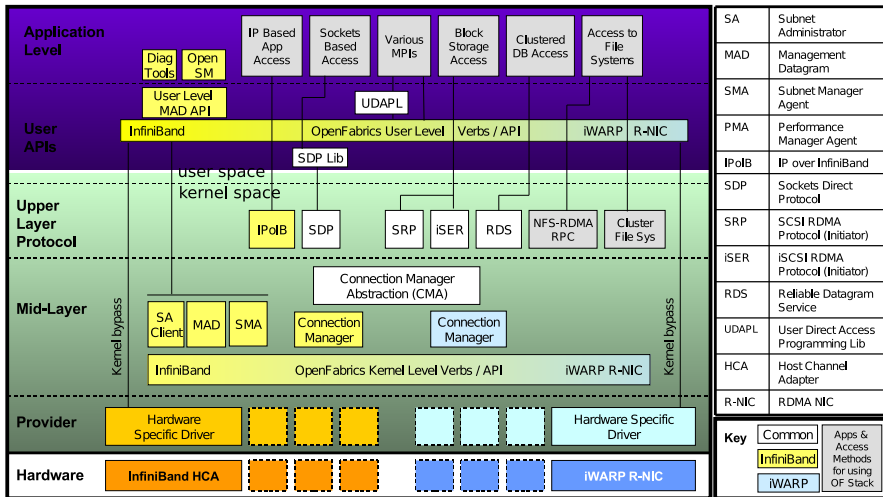 Application
Level
IP Based
App
Access
Sockets
Based
Access
Various
MPIs
Block
Storage
Access
Clustered
DB Access
Access to
File
Systems
Diag
Tools
Open
SM
User Level
MAD API
UDAPL
User
APIs
InfiniBand
OpenFabrics User Level Verbs / API
iWARP R-NIC
SDP Lib
user space
kernel space
Upper
Layer
Protocol
IPoIB
SDP
SRP
iSER
RDS
NFS-RDMA
RPC
Cluster
File Sys
Mid-Layer
Connection Manager
Abstraction (CMA)
SA
Client
MAD
SMA
Connection
Manager
Connection
Manager
Kernel bypass
Kernel bypass
InfiniBand
OpenFabrics Kernel Level Verbs / API
iWARP R-NIC
Provider
Hardware
Specific Driver
Hardware Specific
Driver
Hardware
InfiniBand HCA
iWARP R-NIC
SA
Subnet
Administrator
MAD
Management
Datagram
SMA
Subnet Manager
Agent
PMA
Performance
Manager Agent
IPoIB
IP over InfiniBand
SDP
Sockets Direct
Protocol
SRP
SCSI RDMA
Protocol (Initiator)
iSER
iSCSI RDMA
Protocol (Initiator)
RDS
Reliable Datagram
Service
UDAPL
User Direct Access
Programming Lib
HCA
Host Channel
Adapter
R-NIC
RDMA NIC
Key
Common
InfiniBand
iWARP
Apps &
Access
Methods
for using
OF Stack